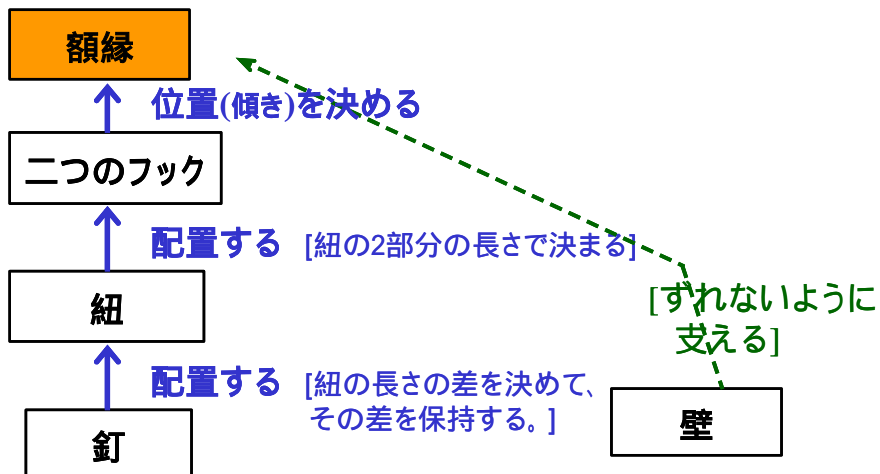 額縁
位置(傾き)を決める
二つのフック
配置する [紐の2部分の長さで決まる]
紐
[ずれないように
支える]
配置する [紐の長さの差を決めて、
その差を保持する。]
釘
壁